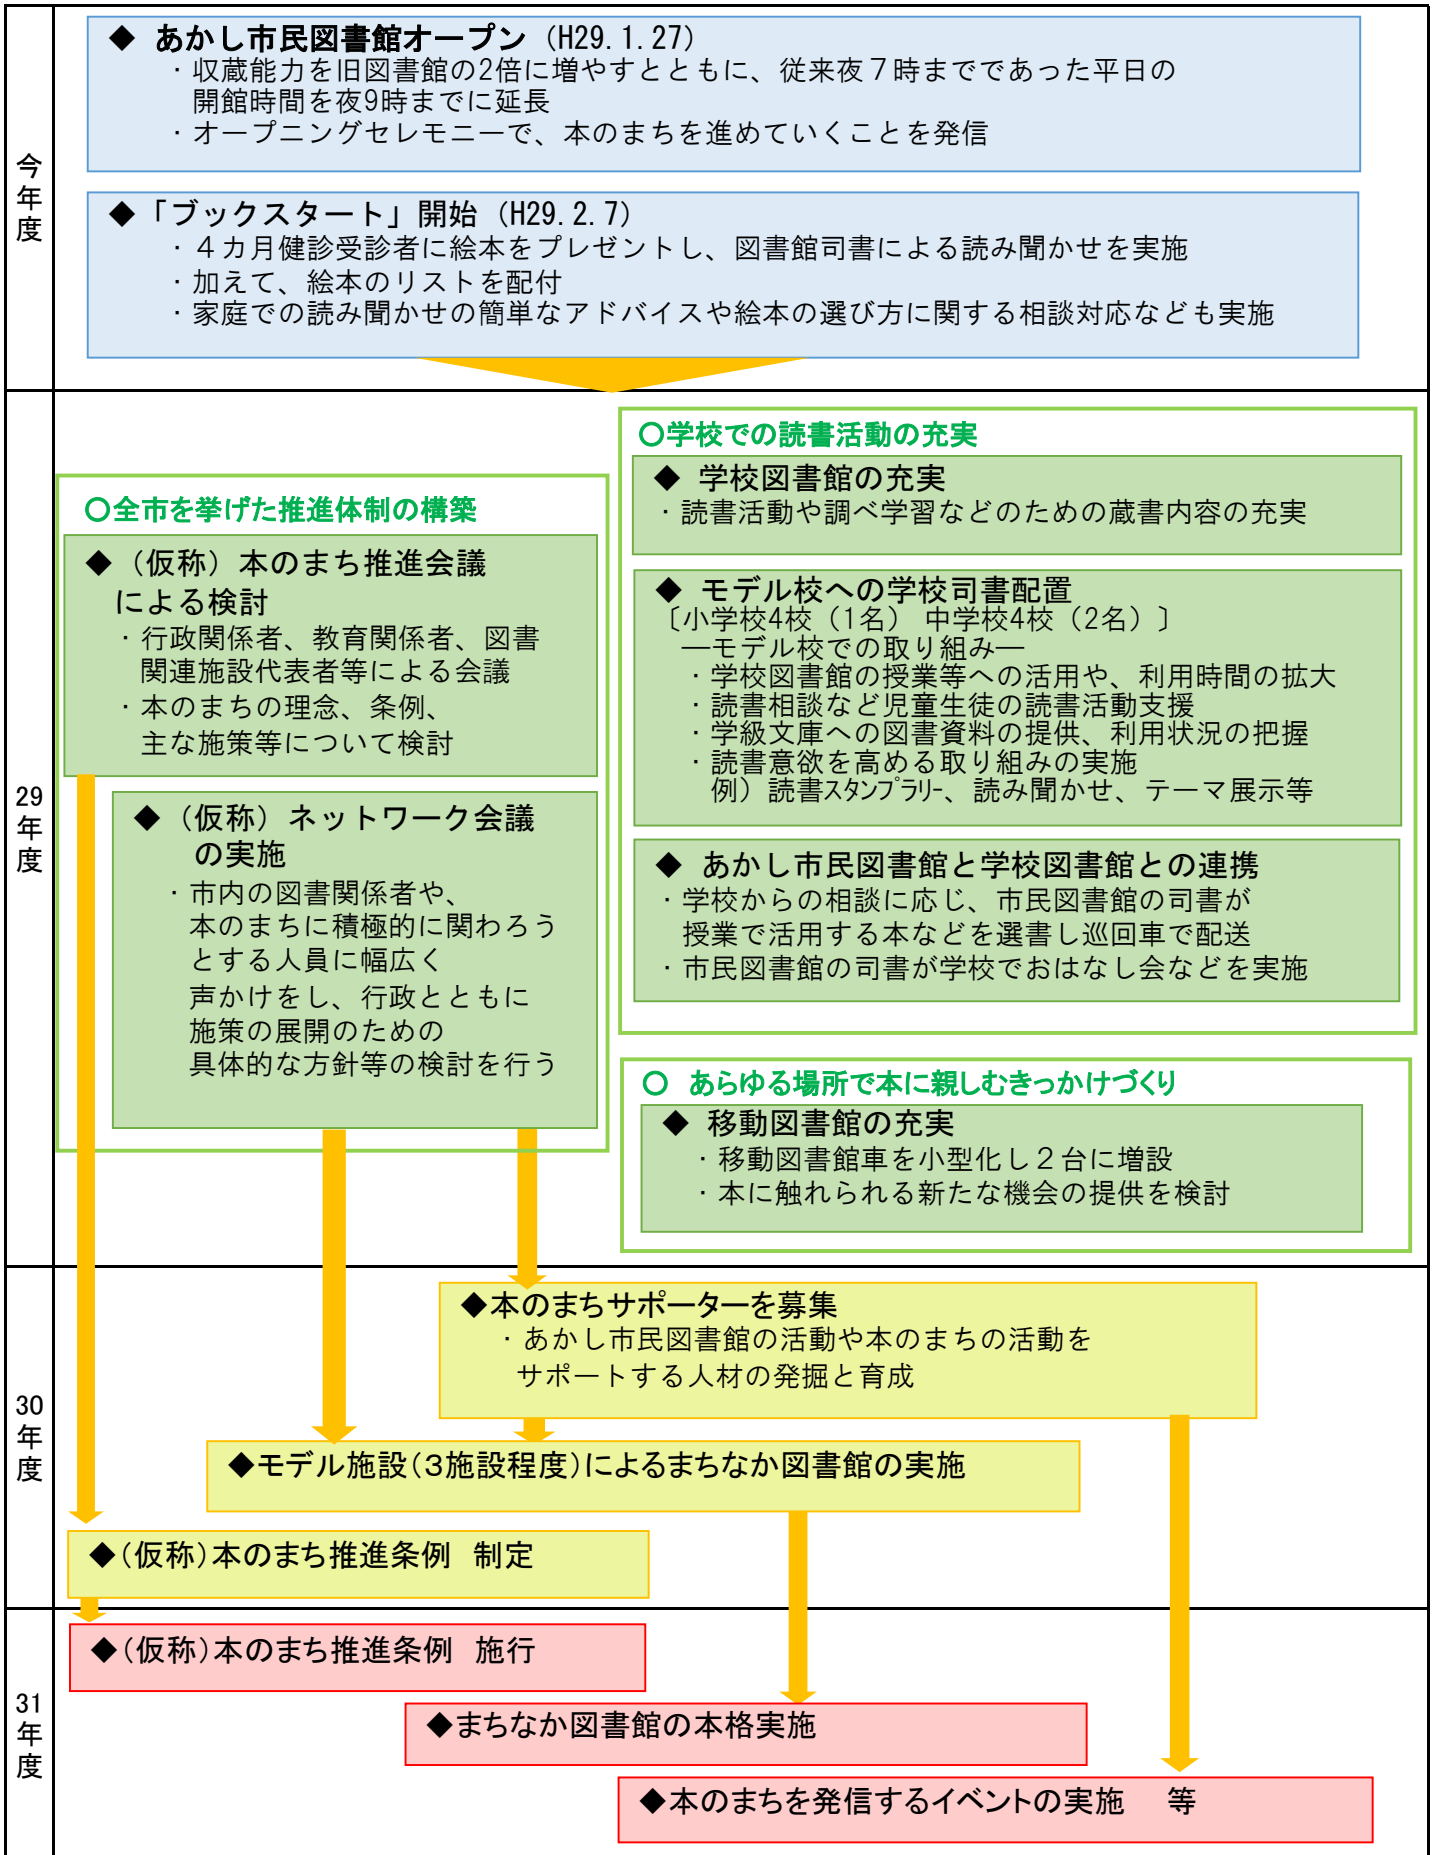 今年度
◆ あかし市民図書館オープン（H29.1.27）
・収蔵能力を旧図書館の2倍に増やすとともに、従来夜７時まででであった平日の
開館時間を夜9時までに延長
・オープニングセレモニーで、本のまちを進めていくことを発信
◆「ブックスタート」開始（H29.2.7）
・４カ月健診受診者に絵本をプレゼントし、図書館司書による読み聞かせを実施
・加えて、絵本のリストを配付
・家庭での読み聞かせの簡単なアドバイスや絵本の選び方に関する相談対応なども実施
29年度
○全市を挙げた推進体制の構築
◆（仮称）本のまち推進会議
による検討
・行政関係者、教育関係者、図書
関連施設代表者等による会議
・本のまちの理念、条例、
主な施策等について検討
◆（仮称）ネットワーク会議
の実施
・市内の図書関係者や、
本のまちに積極的に関わろう
とする人員に幅広く
声かけをし、行政とともに
施策の展開のための
具体的な方針等の検討を行う
○学校での読書活動の充実
◆ 学校図書館の充実
・読書活動や調べ学習などのための蔵書内容の充実
◆ モデル校への学校司書配置
〔小学校4校（1名） 中学校4校（2名）〕
―モデル校での取り組み―
・学校図書館の授業等への活用や、利用時間の拡大
・読書相談など児童生徒の読書活動支援
・学級文庫への図書資料の提供、利用状況の把握
・読書意欲を高める取り組みの実施
例）読書ｽﾀﾝﾌﾟﾗﾘｰ、読み聞かせ、テーマ展示等
◆ あかし市民図書館と学校図書館との連携
・学校からの相談に応じ、市民図書館の司書が
授業で活用する本などを選書し巡回車で配送
・市民図書館の司書が学校でおはなし会などを実施
○ あらゆる場所で本に親しむきっかけづくり
◆ 移動図書館の充実
・移動図書館車を小型化し２台に増設
・本に触れられる新たな機会の提供を検討
30年度
◆本のまちサポーターを募集
・あかし市民図書館の活動や本のまちの活動を
サポートする人材の発掘と育成
◆モデル施設（3施設程度）によるまちなか図書館の実施
◆（仮称）本のまち推進条例 制定
31年度
◆（仮称）本のまち推進条例 施行
◆まちなか図書館の本格実施
◆本のまちを発信するイベントの実施　等